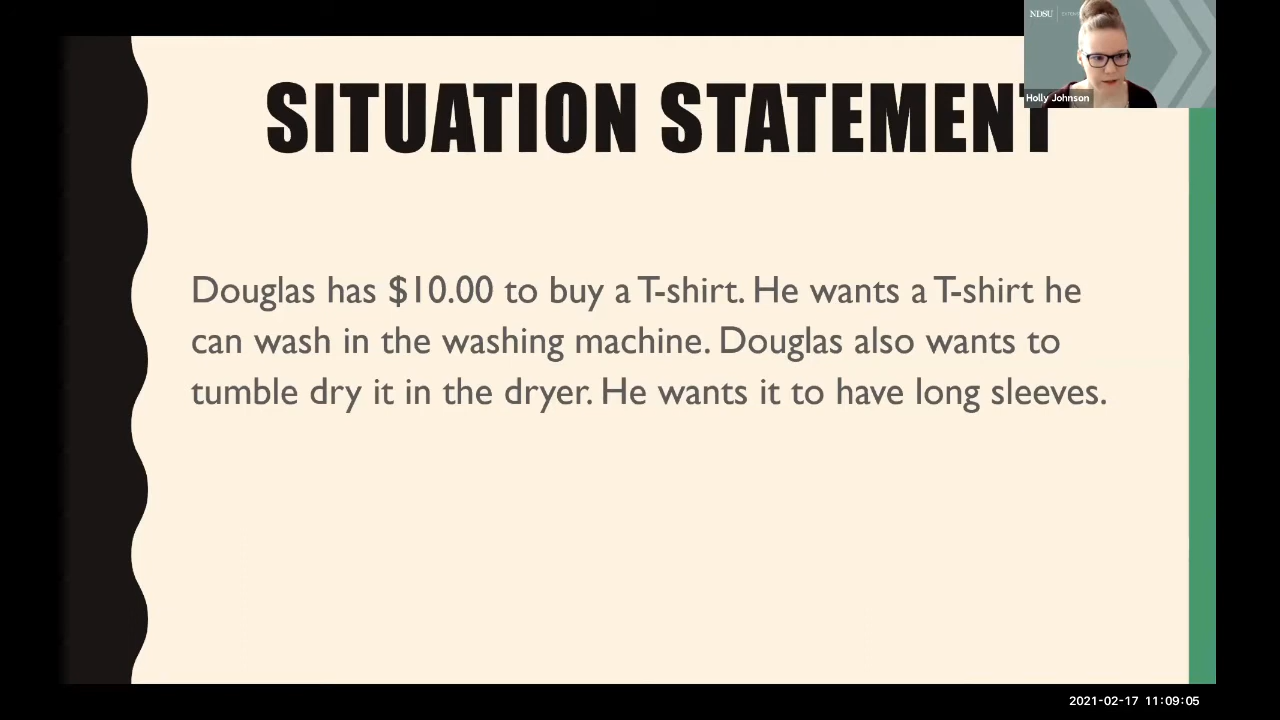 NDSU
SITUATION STATEMENT
Holly Johnson
Douglas has $10.00 to buy a T-shirt. He wants a T-shirt he
can wash in the washing machine. Douglas also wants to
tumble dry it in the dryer. He wants it to have long sleeves.
2021-02-17 11:09:05